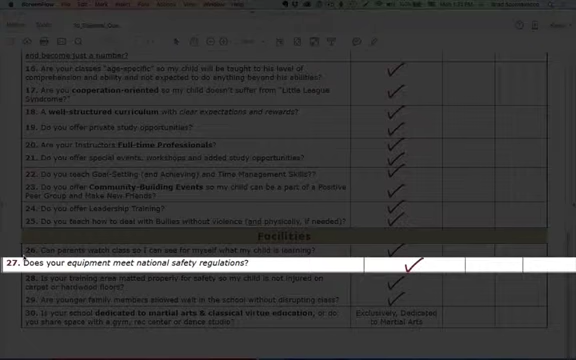 and become just a number?
16. Are your classes "age-specific" so my child will be taught to his level of
comprehension and ability and not expected to do anything beyond his abilities?
17. Are you cooperation-oriented so my child doesn't suffer from "Little League
Syndrome?"
18. A well-structured curriculum with clear expectations and rewards?
19. Do you offer private study opportunities?
20. Are your Instructors Full-time Professionals?
21. Do you offer special events, workshops and added study opportunities?
22. Do you teach Goal-Setting (and Achieving) and Time Management Skills??
23. Do you offer Community-Building Events so my child can be a part of a Positive
Peer Group and Make New Friends?
24. Do you offer Leadership Training?
25. Do you teach how to deal with Bullies without violence (and physically, if needed)?
Facilities
26. Can parents watch class so I can see for myself what my child is learning?
27. Does your equipment meet national safety regulations?
28. Is your training area matted properly for safety so my child is not injured on
carpet or hardwood floors?
29. Are younger family members allowed wait in the school without disrupting class?
30. Is your school dedicated to martial arts & classical virtue education, or do
you share space with a gym, rec center or dance studio?
Exclusively, Dedicated
to Martial Arts